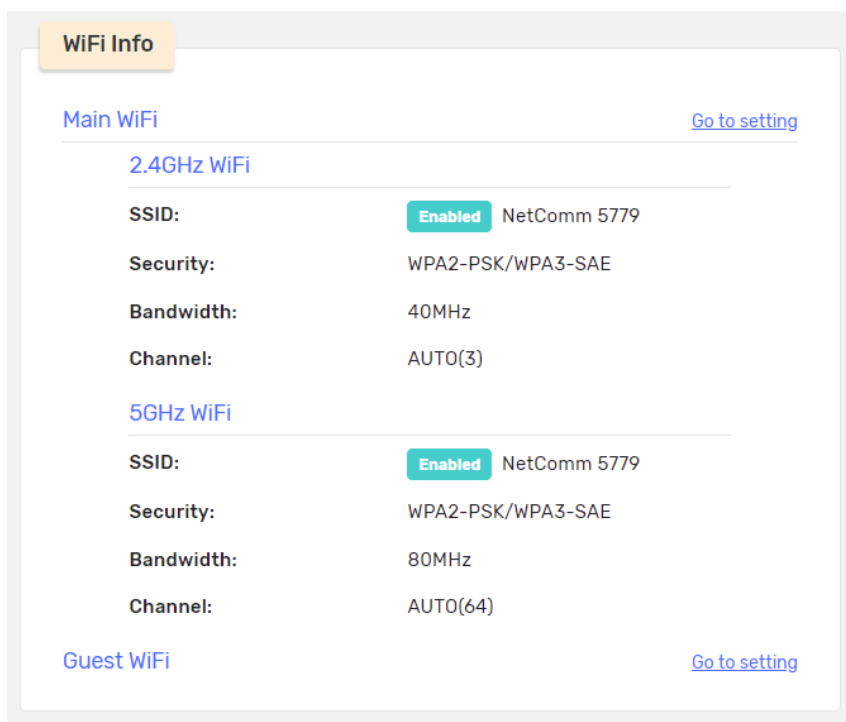 WiFi Info
Main WiFi Go to setting
2.4GHz WiFi
SSID: Enabled NetComm 5779
Security: WPA2-PSK/WPA3-SAE
Bandwidth: 40MHz
Channel: AUTO(3)
5GHz WiFi
SSID: Enabled NetComm 5779
Security: WPA2-PSK/WPA3-SAE
Bandwidth: 80MHz
Channel: AUTO(64)
Guest WiFi Go to setting